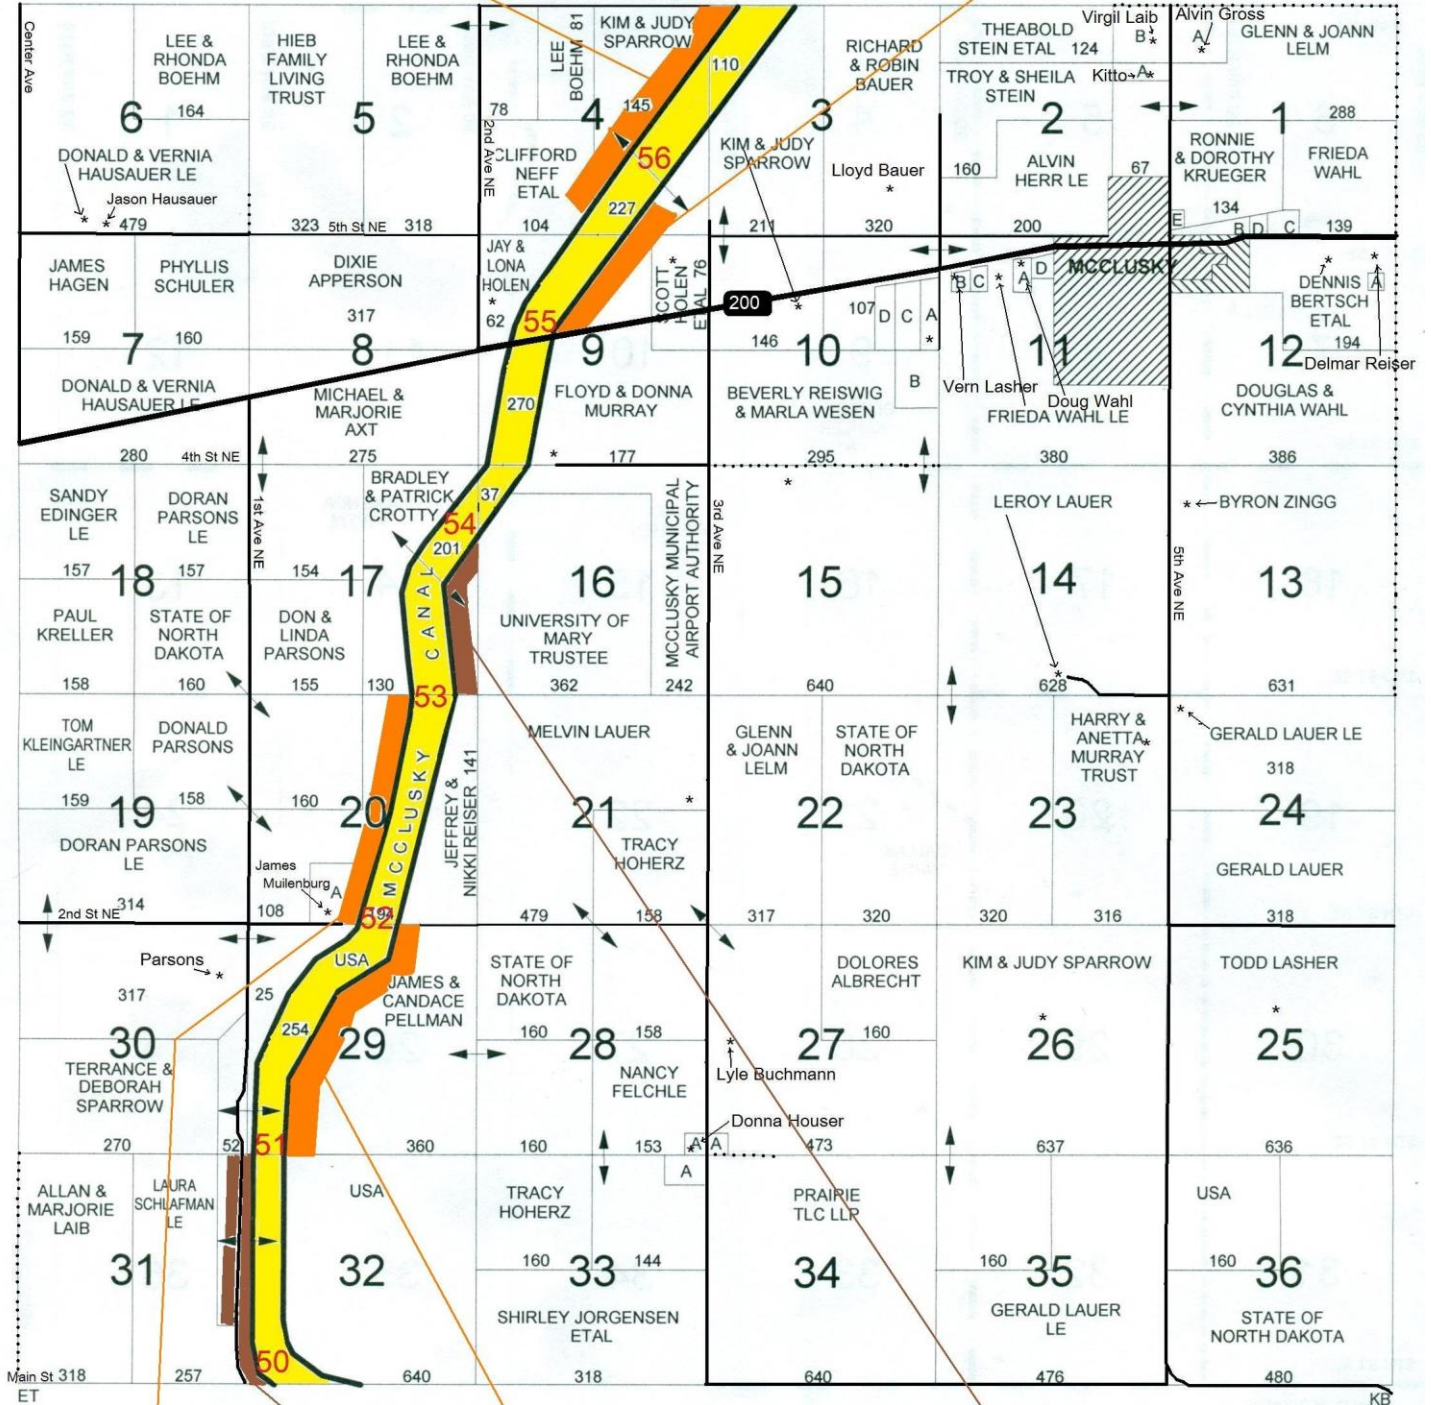 Center Ave
LEE &
RHONDA
BOEHM
164
6
DONALD & VERNIA
HAUSAUER LE
Jason Hausauer
* *
479
HIEB
FAMILY
LIVING
TRUST
LEE &
RHONDA
BOEHM
5
323
5th St NE
318
LEE
BOEHM 81
KIM & JUDY
SPARROW
110
145
78
4
2nd Ave NE
CLIFFORD
NEFF
ETAL
56
227
104
RICHARD
& ROBIN
BAUER
3
KIM & JUDY
SPARROW
Lloyd Bauer
*
211
320
THEABOLD
STEIN ETAL 124
TROY & SHEILA
STEIN
Virgil Laib
B*
Kitto
A*
2
160
ALVIN
HERR LE
67
200
Alvin Gross
A
*
GLENN & JOANN
LELM
1
288
RONNIE
& DOROTHY
KRUEGER
FRIEDA
WAHL
134
E
B D C
139
JAMES
HAGEN
PHYLLIS
SCHULER
159
160
7
DONALD & VERNIA
HAUSAUER LE
280
4th St NE
DIXIE
APPERSON
317
8
MICHAEL &
MARJORIE
AXT
275
JAY &
LONA
HOLEN
*
62
55
SCOTT
HOLEN
ETAL 76
*
9
270
FLOYD & DONNA
MURRAY
*
177
200
*
107
D C A
*
146
10
B
BEVERLY REISWIG
& MARLA WESEN
295
MCCLUSKY
* B C * * A D
11
Vern Lasher
Doug Wahl
FRIEDA WAHL LE
380
* *
DENNIS
BERTSCH
ETAL
A
194
12
Delmar Reiser
DOUGLAS &
CYNTHIA WAHL
386
SANDY
EDINGER
LE
DORAN
PARSONS
LE
157
157
18
PAUL
KRELLER
STATE OF
NORTH
DAKOTA
158
160
1st Ave NE
BRADLEY
& PATRICK
CROTTY
37
54
201
154
17
DON &
LINDA
PARSONS
155
130
53
16
UNIVERSITY OF
MARY
TRUSTEE
362
MCCLUSKY MUNICIPAL
AIRPORT AUTHORITY
242
3rd Ave NE
*
15
640
LEROY LAUER
14
*
628
5th Ave NE
*
BYRON ZINGG
13
631
TOM
KLEINGARTNER
LE
DONALD
PARSONS
159
158
19
DORAN PARSONS
LE
2nd St NE
314
160
20
MCCLUSKY CANAL
James
Muilenburg
A
*
108
194
52
JEFFREY &
NIKKI REISER 141
MELVIN LAUER
*
21
TRACY
HOHERZ
479
158
GLENN
& JOANN
LELM
STATE OF
NORTH
DAKOTA
22
317
320
HARRY &
ANETTA
MURRAY
TRUST
*
23
320
316
*
GERALD LAUER LE
318
24
GERALD LAUER
318
Parsons
*
317
30
TERRANCE &
DEBORAH
SPARROW
270
52
USA
25
254
29
JAMES &
CANDACE
PELLMAN
51
360
STATE OF
NORTH
DAKOTA
160
158
28
NANCY
FELCHLE
160
153
A A
*
A
DOLORES
ALBRECHT
160
27
*
Lyle Buchmann
Donna Houser
473
KIM & JUDY SPARROW
*
26
637
TODD LASHER
*
25
636
ALLAN &
MARJORIE
LAIB
LAURA
SCHLAFMAN
LE
31
Main St
318
257
ET
USA
32
50
640
TRACY
HOHERZ
160
144
33
SHIRLEY JORGENSEN
ETAL
318
PRAIRIE
TLC LLP
34
640
160
35
GERALD LAUER
LE
476
USA
160
36
STATE OF
NORTH DAKOTA
480
KB